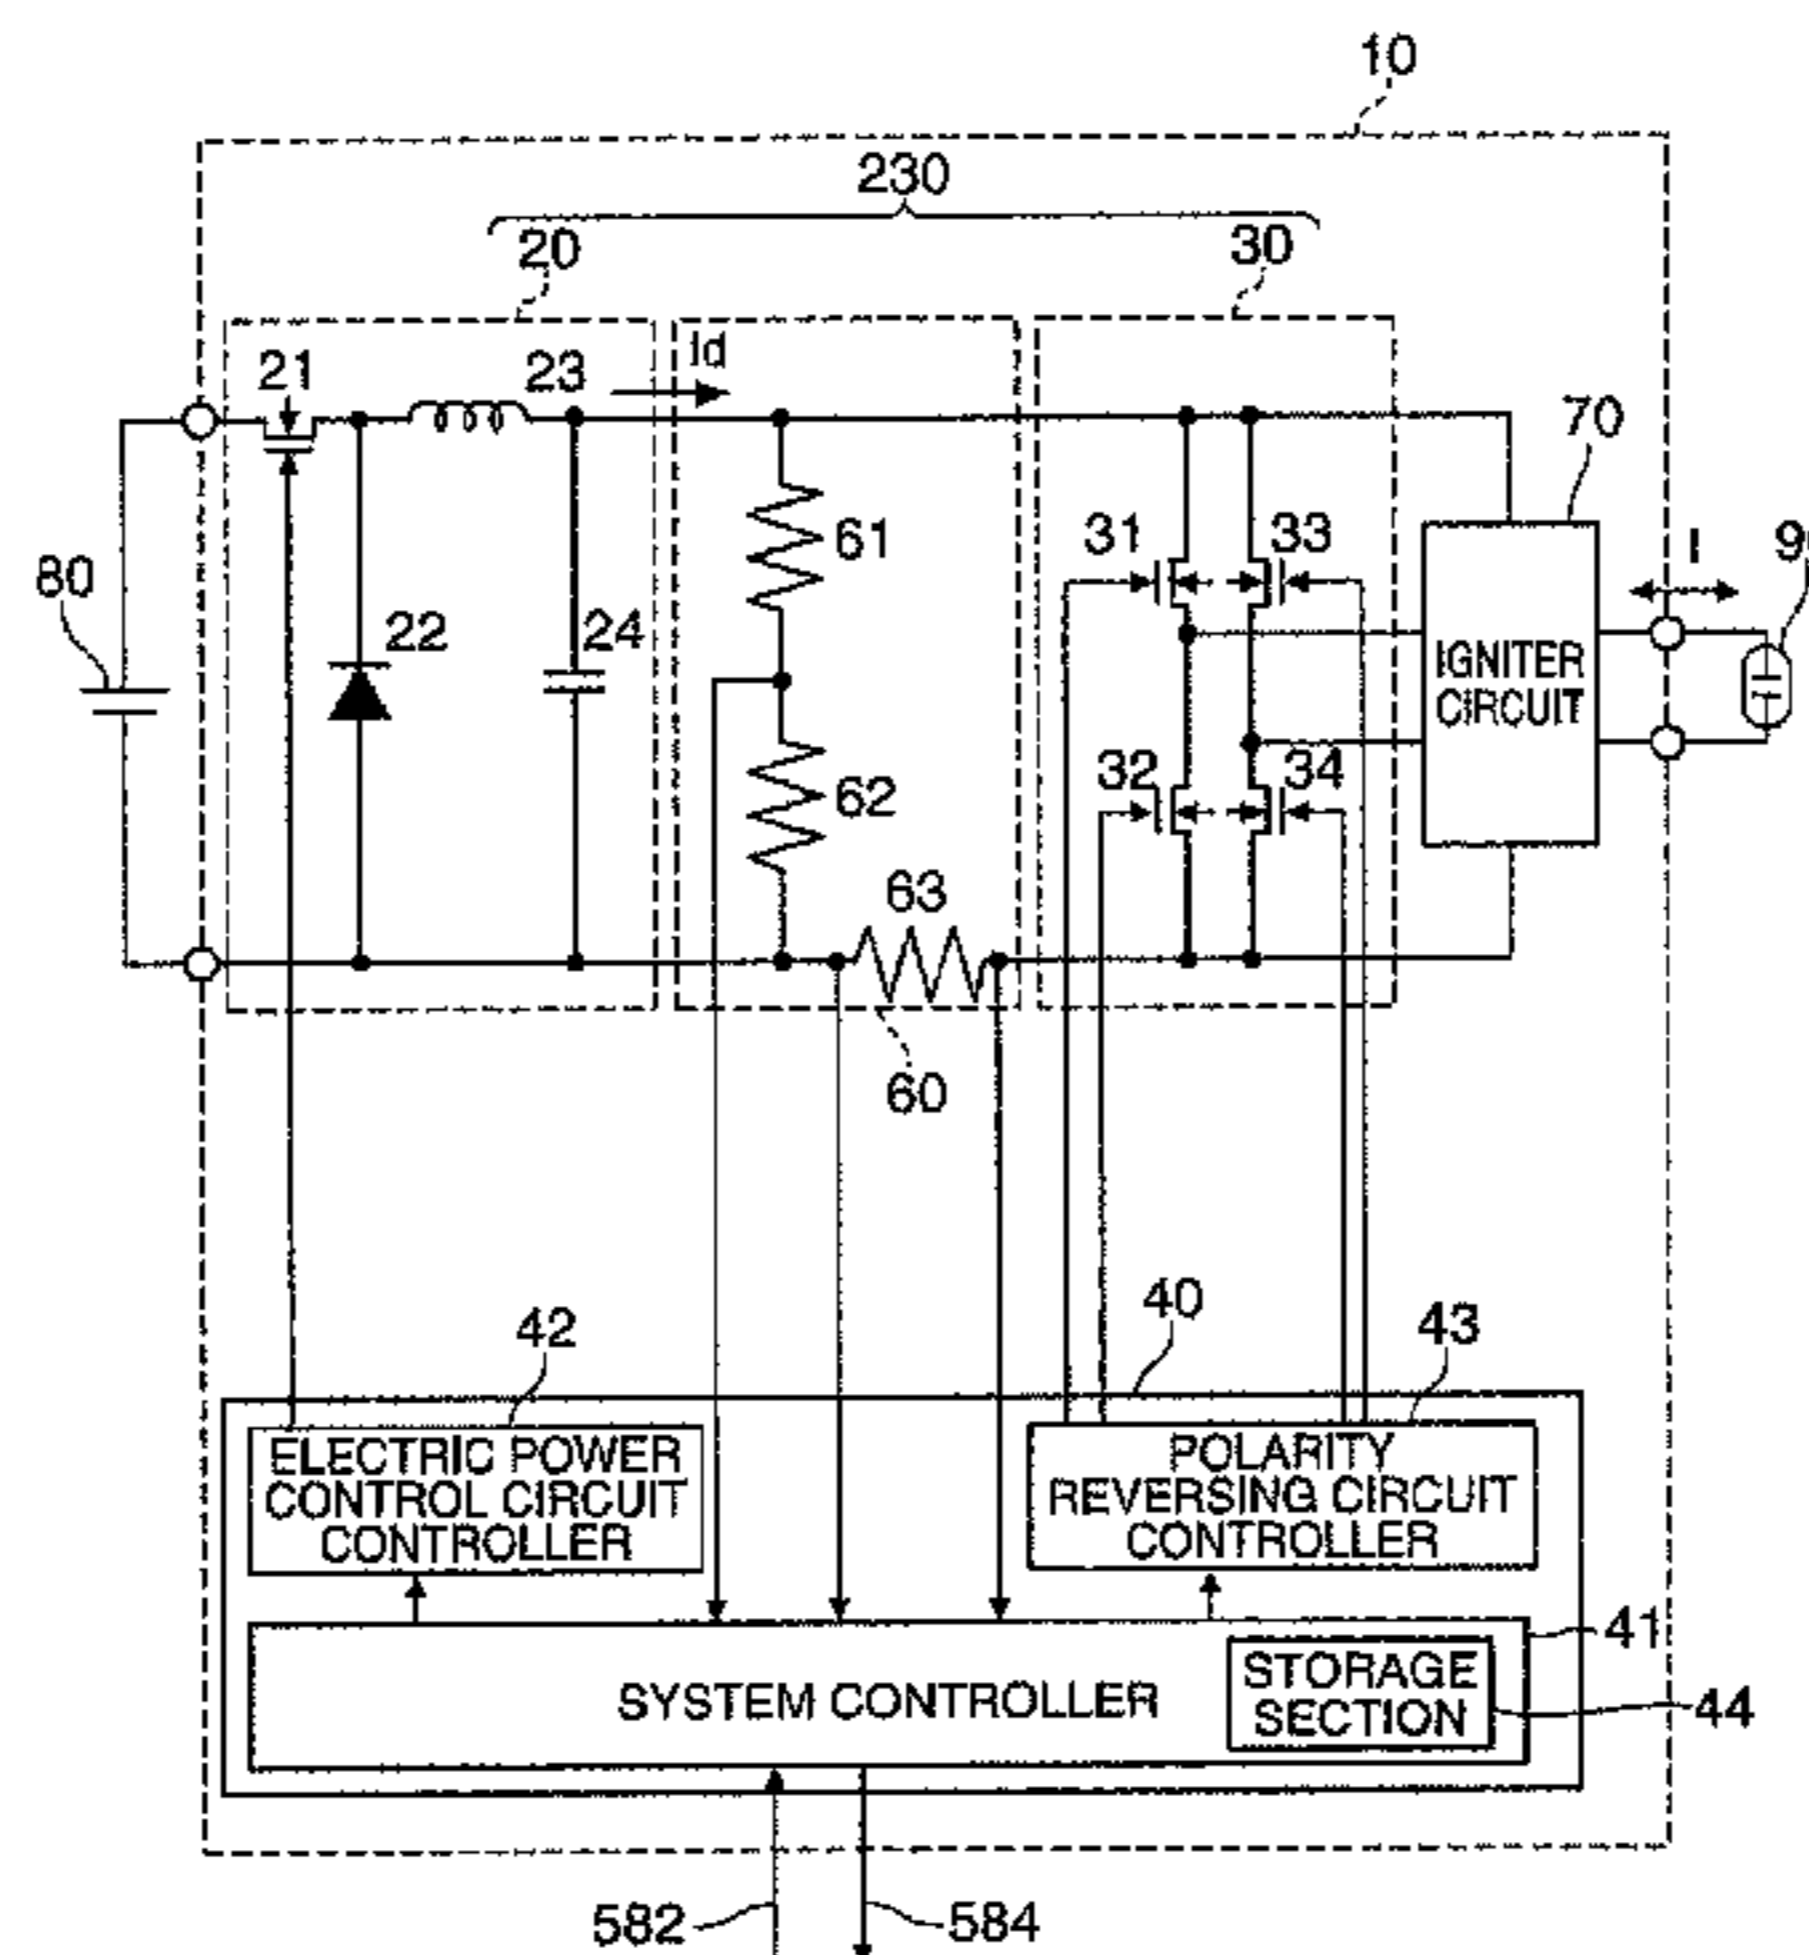 10
230
20
30
21
23
Id
70
31
33
61
I
80
22
24
IGNITER
CIRCUIT
32
34
62
63
60
40
42
43
ELECTRIC POWER
CONTROL CIRCUIT
CONTROLLER
POLARITY
REVERSING CIRCUIT
CONTROLLER
41
SYSTEM CONTROLLER
STORAGE
SECTION
44
582
584